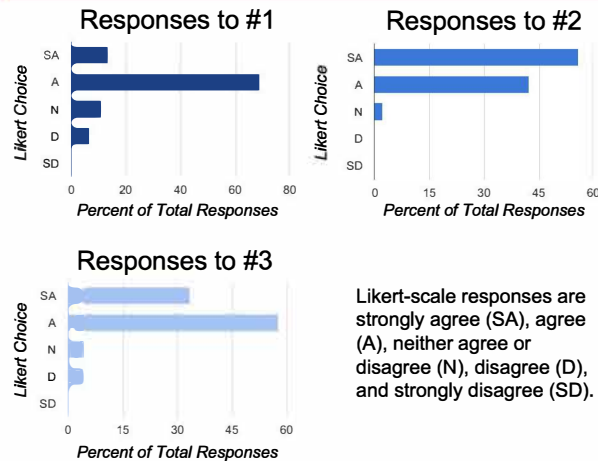 Responses to #1
Likert Choice
SA
A
N
D
SD
0 20 40 60 80
Percent of Total Responses
Responses to #2
Likert Choice
SA
A
N
D
SD
0 15 30 45 60
Percent of Total Responses
Responses to #3
Likert Choice
SA
A
N
D
SD
0 15 30 45 60
Percent of Total Responses
Likert-scale responses are
strongly agree (SA), agree
(A), neither agree or
disagree (N), disagree (D),
and strongly disagree (SD).